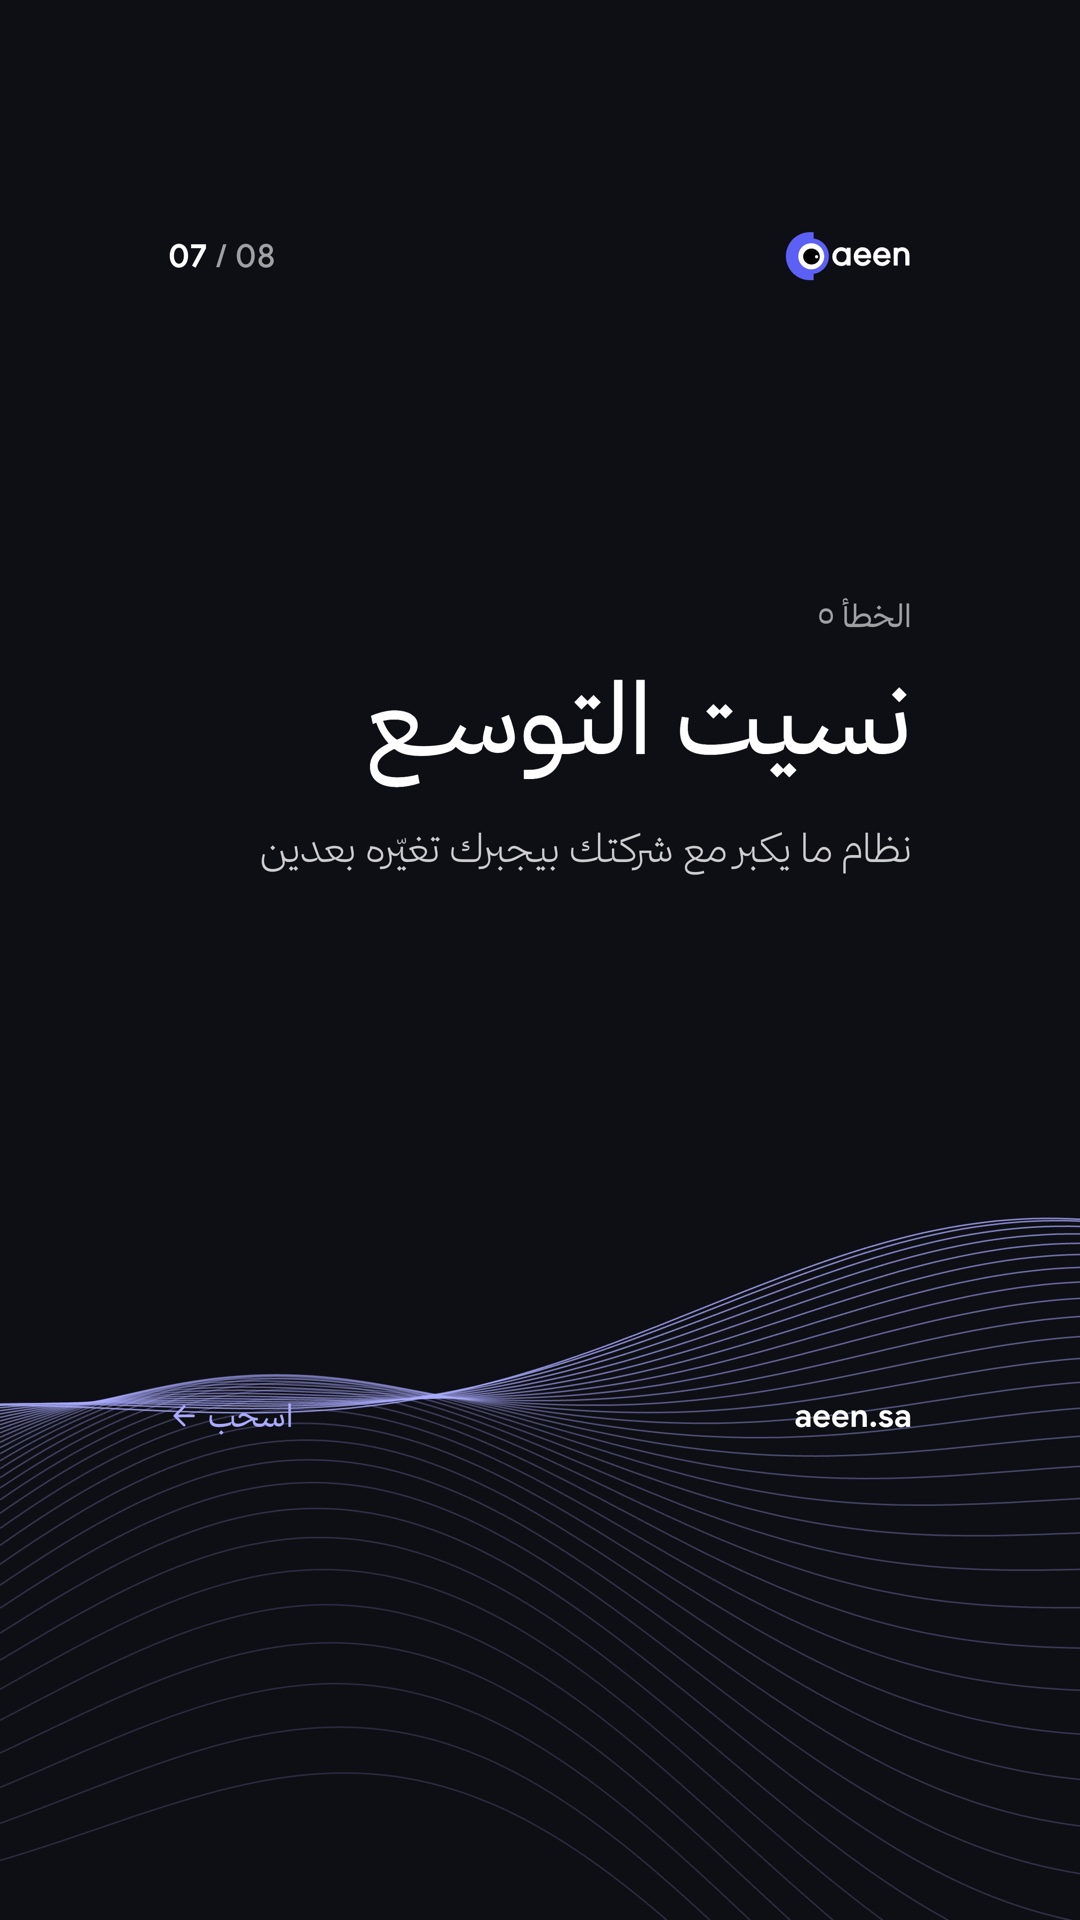 aeen
07 / 08
الخطأ ٥
نسيت التوسع
نظام ما يكبر مع شركتك بيجبرك تغيّره بعدين
aeen.sa
اسحب ←